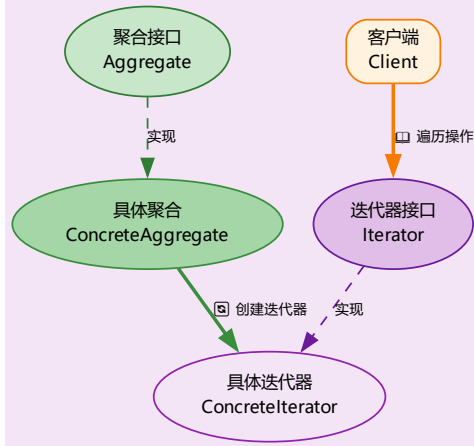 聚合接口
Aggregate
客户端
Client
实现
遍历操作
具体聚合
ConcreteAggregate
迭代器接口
Iterator
创建迭代器
实现
具体迭代器
ConcreteIterator